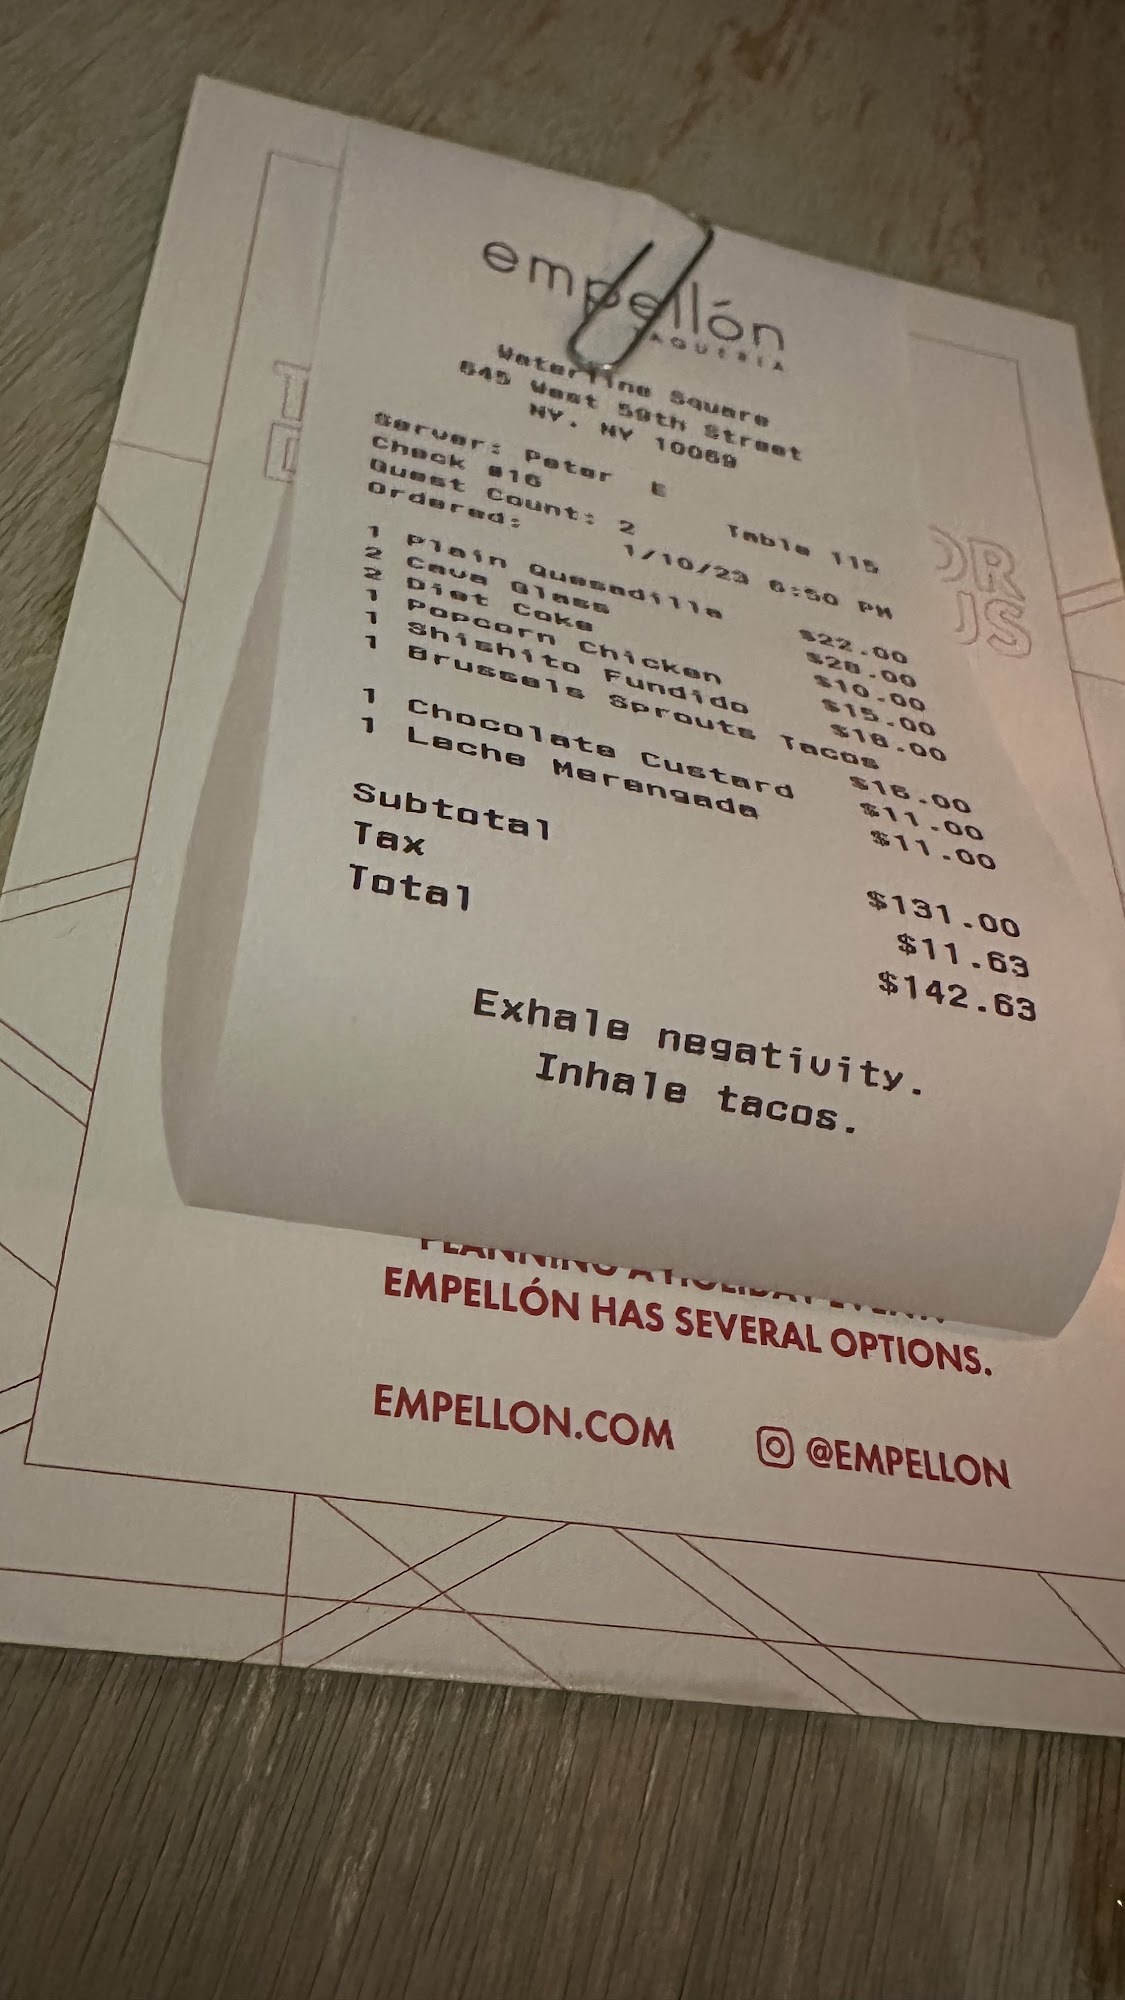 empellón
TAQUERIA
Waterline Square
645 West 59th Street
NY, NY 10069
Server: Peter E
Check #16 Table 115
Guest Count: 2
Ordered: 1/10/23 6:50 PM
1 Plain Quesadilla $22.00
2 Cava Glass $28.00
2 Diet Coke $10.00
1 Popcorn Chicken $15.00
1 Shishito Fundido $18.00
1 Brussels Sprouts Tacos $16.00
1 Chocolate Custard $11.00
1 Leche Merengada $11.00
Subtotal $131.00
Tax $11.63
Total $142.63
Exhale negativity.
Inhale tacos.
PLANNING A HOLIDAY EVENT?
EMPELLÓN HAS SEVERAL OPTIONS.
EMPELLON.COM @EMPELLON